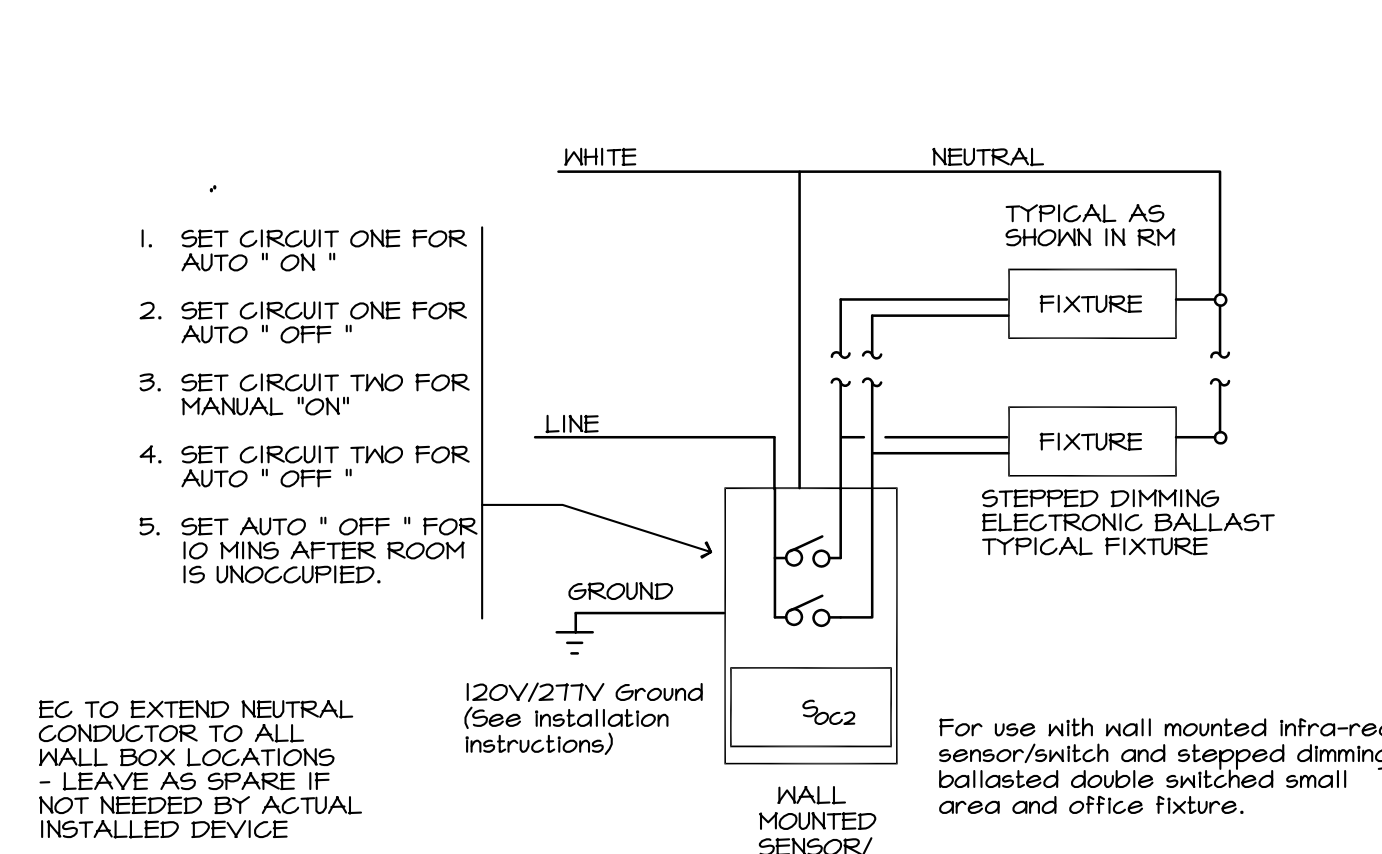 WHITE
NEUTRAL
TYPICAL AS
SHOWN IN RM
1. SET CIRCUIT ONE FOR
AUTO " ON "
2. SET CIRCUIT ONE FOR
AUTO " OFF "
3. SET CIRCUIT TWO FOR
MANUAL "ON"
4. SET CIRCUIT TWO FOR
AUTO " OFF "
5. SET AUTO " OFF " FOR
10 MINS AFTER ROOM
IS UNOCCUPIED.
FIXTURE
LINE
FIXTURE
STEPPED DIMMING
ELECTRONIC BALLAST
TYPICAL FIXTURE
GROUND
120V/277V Ground
(See installation
instructions)
SOC2
EC TO EXTEND NEUTRAL
CONDUCTOR TO ALL
WALL BOX LOCATIONS
- LEAVE AS SPARE IF
NOT NEEDED BY ACTUAL
INSTALLED DEVICE
For use with wall mounted infra-re
sensor/switch and stepped dimming
ballasted double switched small
area and office fixture.
WALL
MOUNTED
SENSOR/